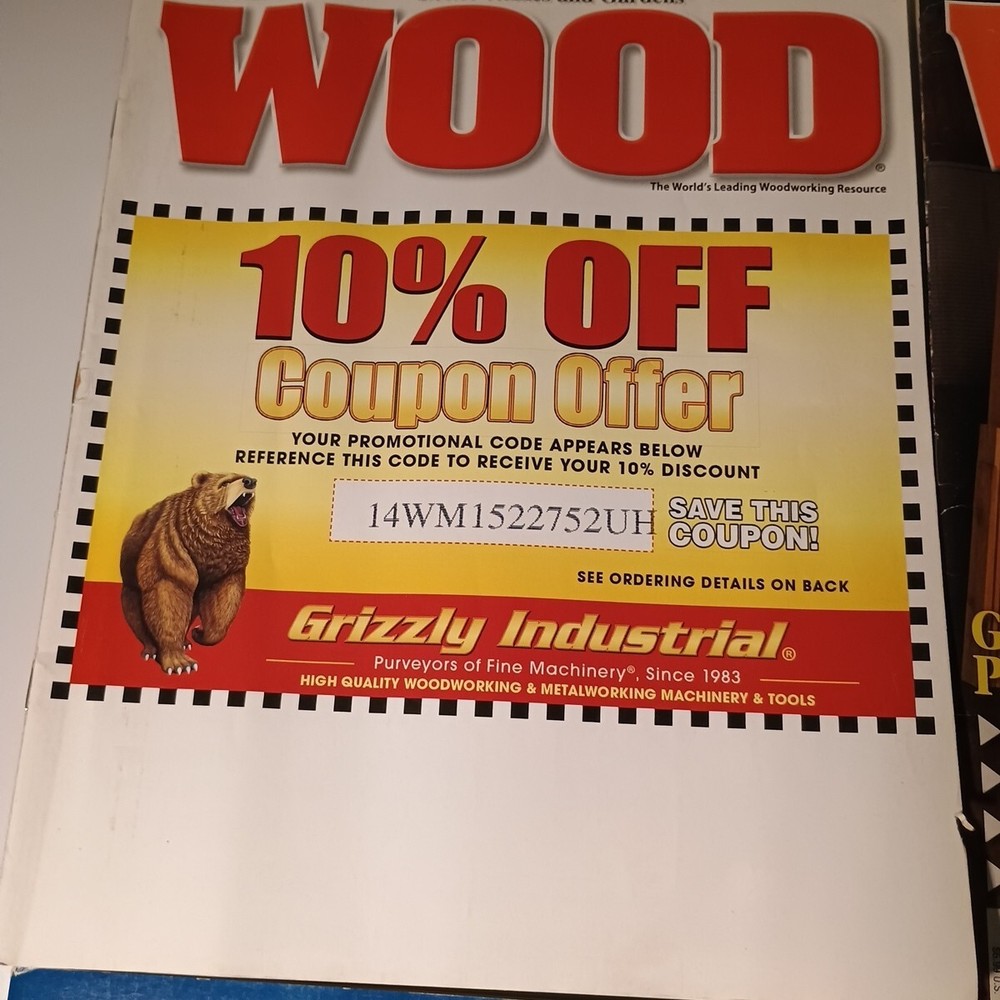 WOOD®
The World's Leading Woodworking Resource
10% OFF
Coupon Offer
YOUR PROMOTIONAL CODE APPEARS BELOW
REFERENCE THIS CODE TO RECEIVE YOUR 10% DISCOUNT
14WM1522752UH
SAVE THIS
COUPON!
SEE ORDERING DETAILS ON BACK
Grizzly Industrial®
Purveyors of Fine Machinery®, Since 1983
HIGH QUALITY WOODWORKING & METALWORKING MACHINERY & TOOLS
G
P